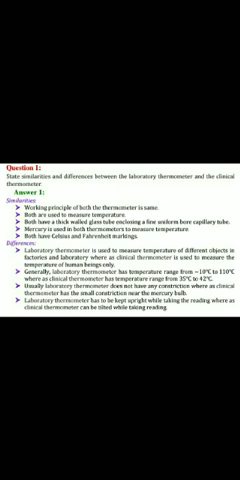 Question 1:
State similarities and differences between the laboratory thermometer and the clinical
thermometer
Answer 1:
Similarities:
➤ Working principle of both the thermometer is same.
➤ Both are used to measure temperature.
➤ Both have a thick walled glass tube enclosing a fine uniform bore capillary tube.
➤ Mercury is used in both thermometers to measure temperature
➤ Both have Celsius and Fahrenheit markings.
Differences:
➤ Laboratory thermometer is used to measure temperature of different objects in
factories and laboratory where as clinical thermometer is used to measure the
temperature of human beings only.
➤ Generally, laboratory thermometer has temperature range from −10°C to 110°C
where as clinical thermometer has temperature range from 35°C to 42°C.
➤ Usually laboratory thermometer does not have any constriction where as clinical
thermometer has the small constriction near the mercury bulb.
➤ Laboratory thermometer has to be kept upright while taking the reading where as
clinical thermometer can be tilted while taking reading.